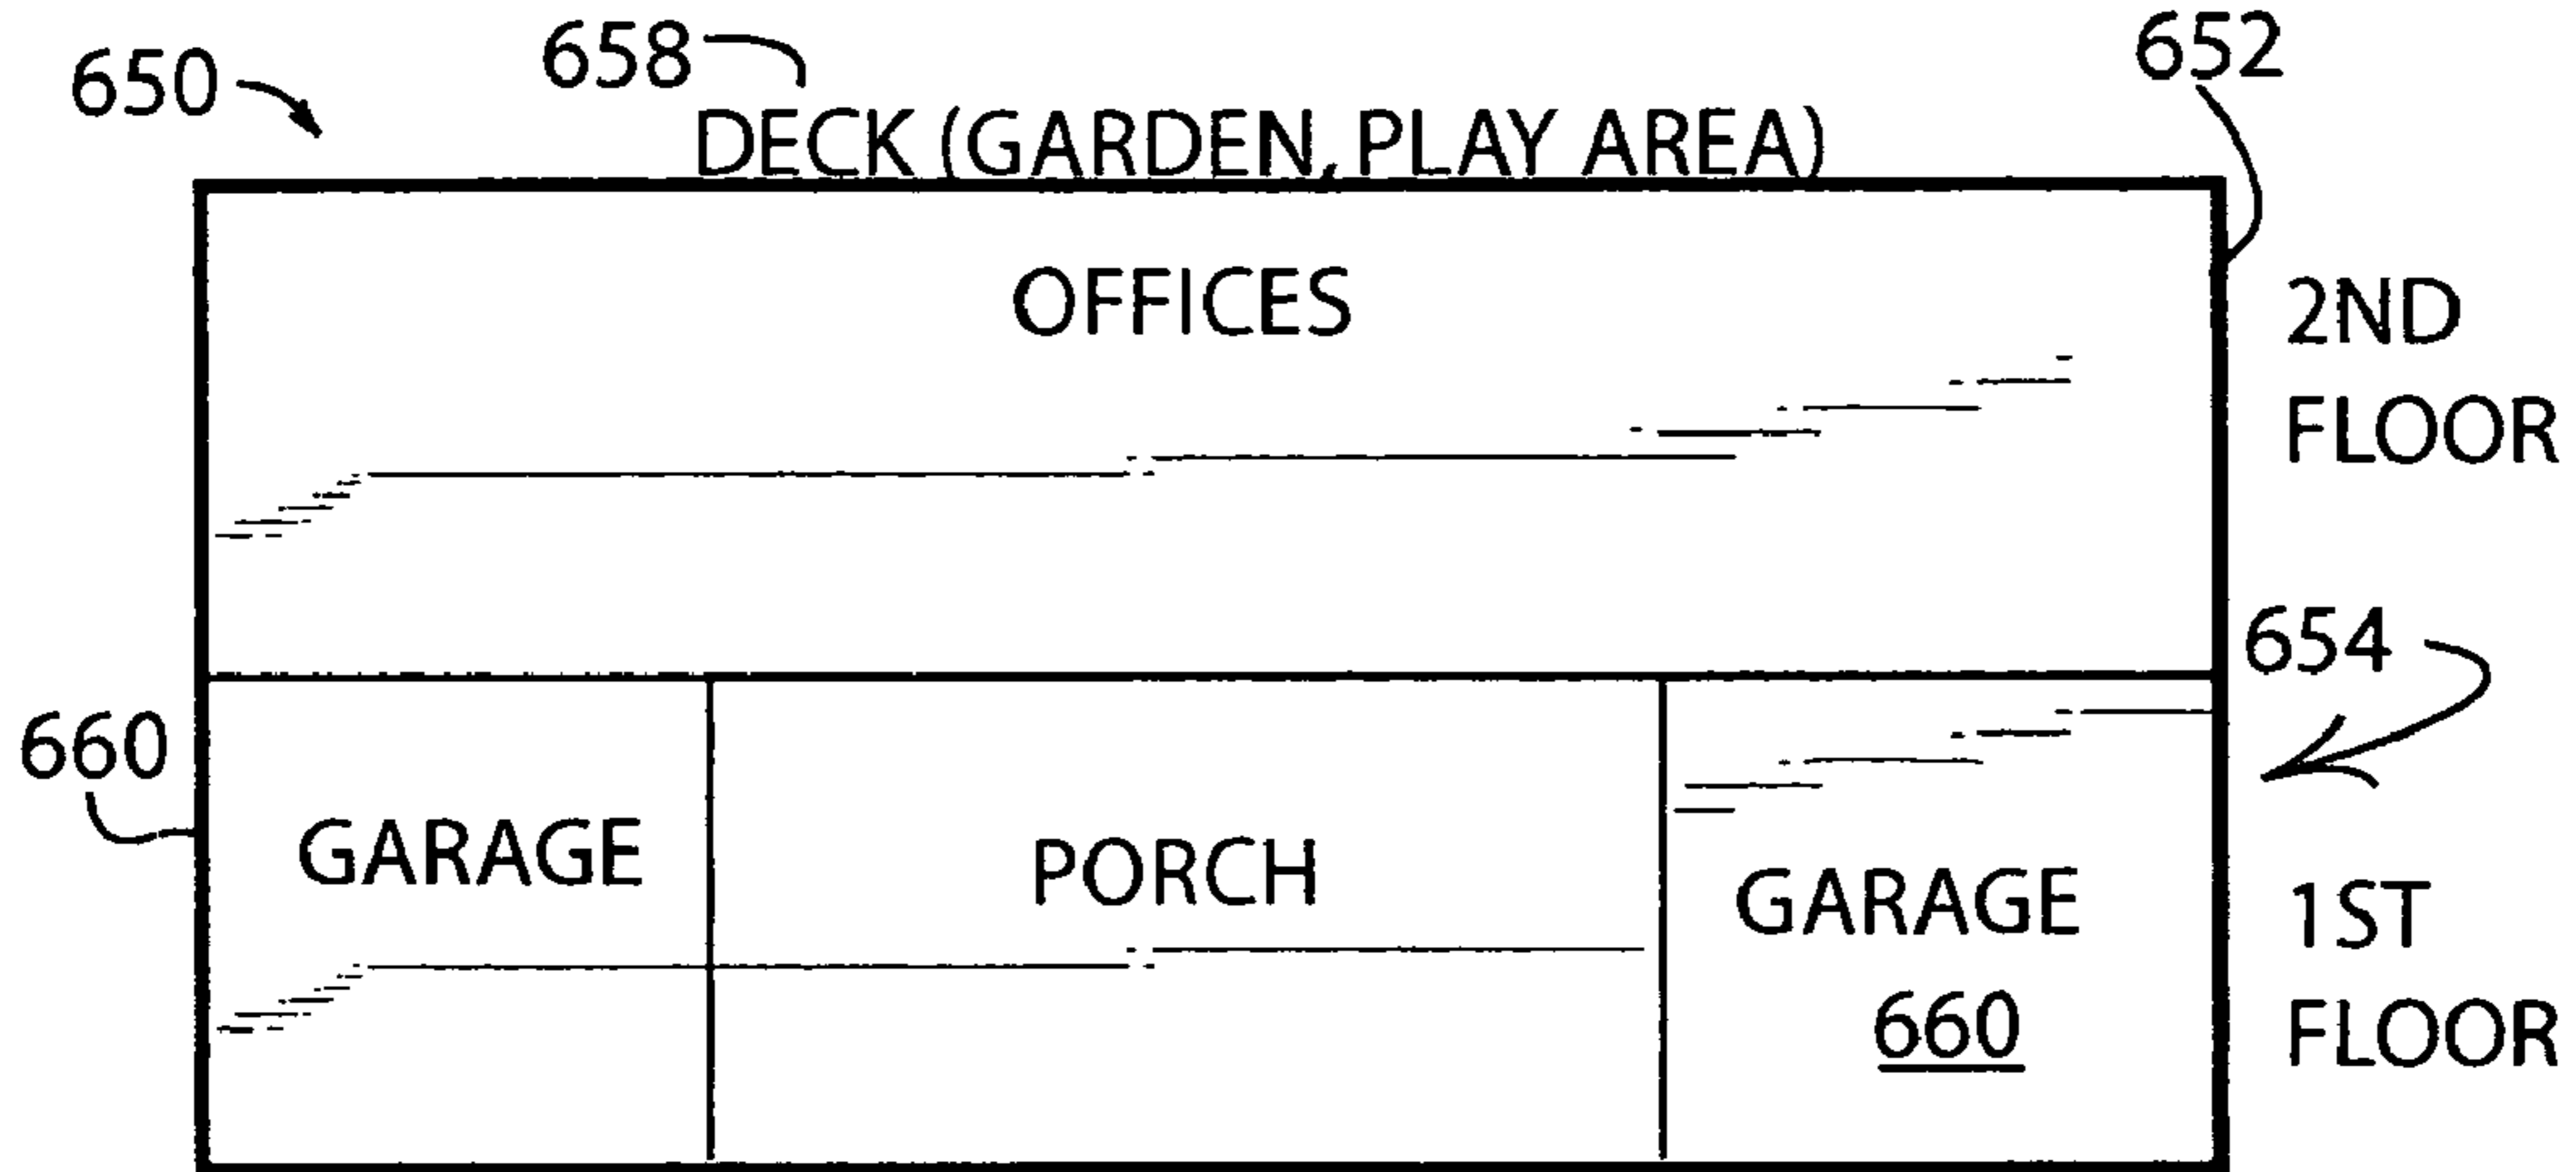 650
658
652
DECK (GARDEN, PLAY AREA)
OFFICES
2ND
FLOOR
654
660
GARAGE
PORCH
GARAGE
660
1ST
FLOOR